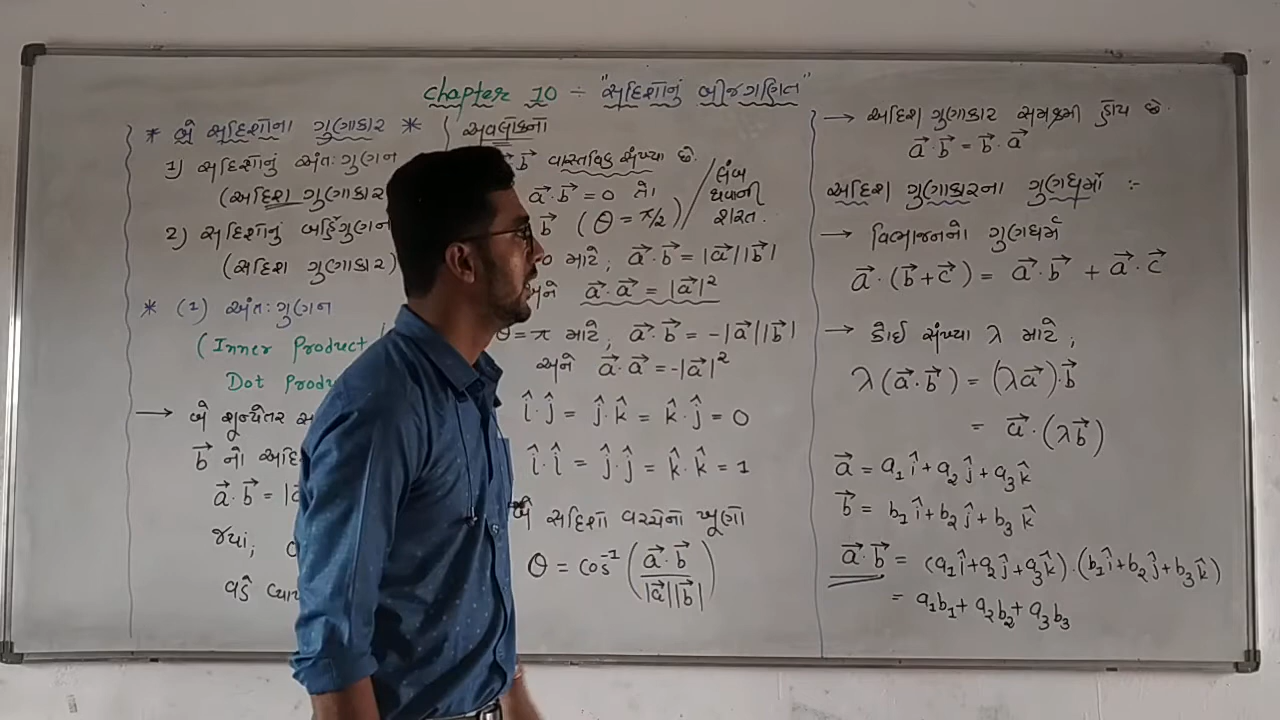 chapter 10 ÷ "સદિશોનું બીજગણિત"
* બે સદિશોના ગુણાકાર *
1) સદિશોનું અંતઃગુણન
(અદિશ ગુણાકાર
2) સદિશોનું બર્હિગુણન
(સદિશ ગુણાકાર)
* (1) અંતઃગુણન
(Inner Product
Dot Produ
→ બે શૂન્યેતર સ
b⃗ નો અદિ
a⃗·b⃗ = |a⃗
જ્યાં,
વડે વ્યા
અવલોકનો
b⃗ વાસ્તવિક સંખ્યા છે.
a⃗·b⃗ = 0 તો
b⃗ (θ = π/2) / લંબ થવાની શરત.
0 માટે, a⃗·b⃗ = |a⃗||b⃗|
અને a⃗·a⃗ = |a⃗|²
θ = π માટે, a⃗·b⃗ = -|a⃗||b⃗|
અને a⃗·a⃗ = -|a⃗|²
î·ĵ = ĵ·k̂ = k̂·ĵ = 0
î·î = ĵ·ĵ = k̂·k̂ = 1
બે સદિશો વચ્ચેનો ખૂણો
θ = cos⁻¹ (a⃗·b⃗ / |a⃗||b⃗|)
→ અદિશ ગુણાકાર સમક્રમી હોય છે.
a⃗·b⃗ = b⃗·a⃗
અદિશ ગુણાકારના ગુણધર્મો :-
→ વિભાજનનો ગુણધર્મ
a⃗·(b⃗+c⃗) = a⃗·b⃗ + a⃗·c⃗
→ કોઈ સંખ્યા λ માટે,
λ(a⃗·b⃗) = (λa⃗)·b⃗
= a⃗·(λb⃗)
a⃗ = a₁î+a₂ĵ+a₃k̂
b⃗ = b₁î+b₂ĵ+b₃k̂
a⃗·b⃗ = (a₁î+a₂ĵ+a₃k̂)·(b₁î+b₂ĵ+b₃k̂)
= a₁b₁+a₂b₂+a₃b₃